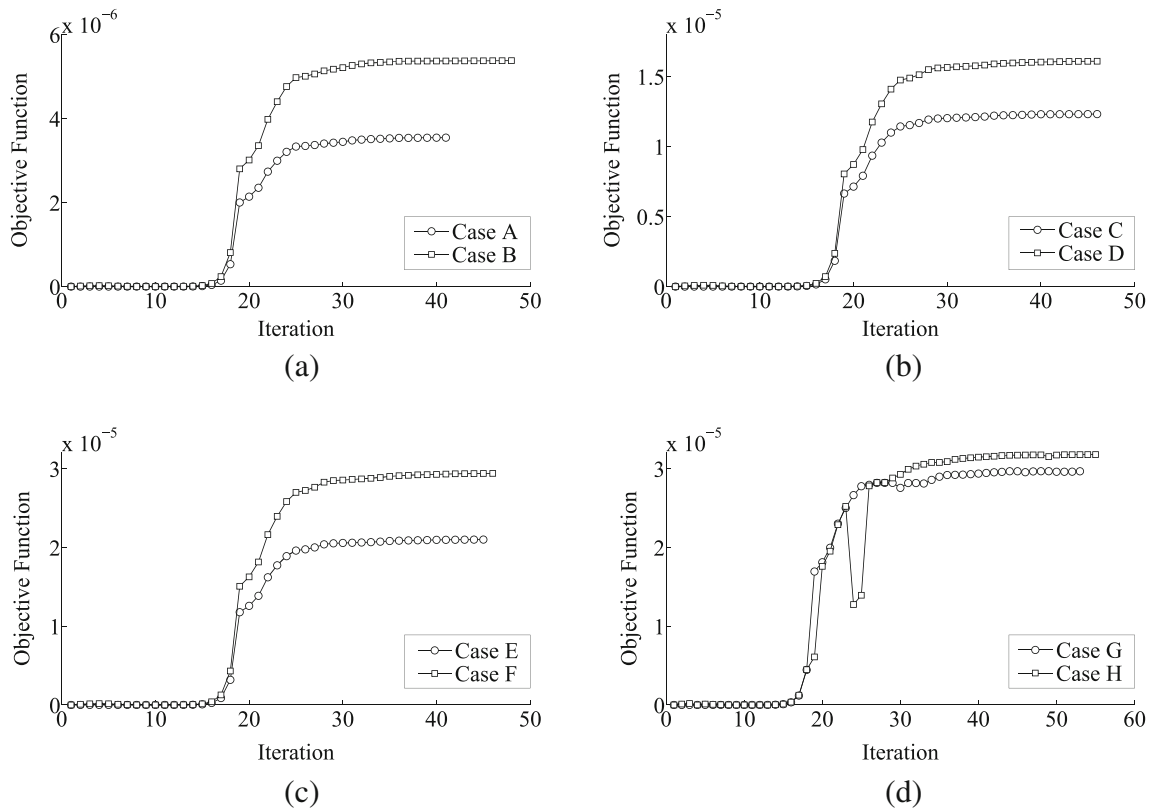 x 10⁻⁶
6
4
2
0
0 10 20 30 40 50
Objective Function
Iteration
Case A
Case B
(a)
x 10⁻⁵
1.5
1
0.5
0
0 10 20 30 40 50
Objective Function
Iteration
Case C
Case D
(b)
x 10⁻⁵
3
2
1
0
0 10 20 30 40 50
Objective Function
Iteration
Case E
Case F
(c)
x 10⁻⁵
3
2
1
0
0 10 20 30 40 50 60
Objective Function
Iteration
Case G
Case H
(d)